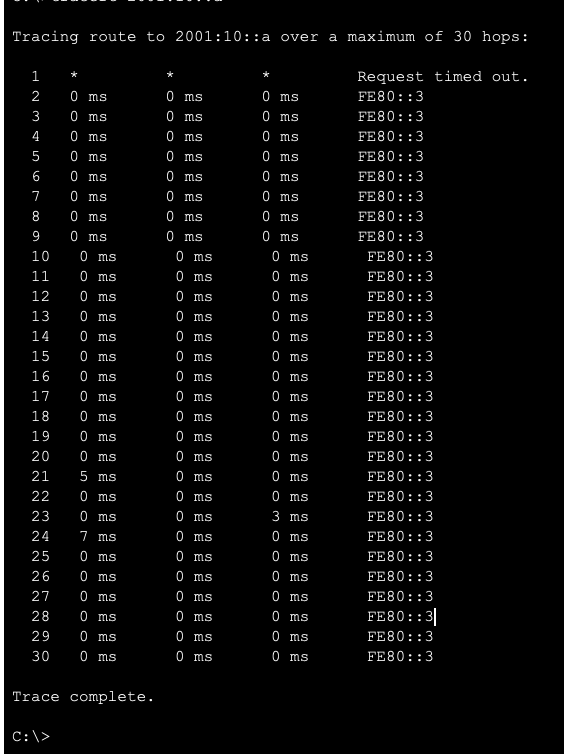 Tracing route to 2001:10::a over a maximum of 30 hops:
1 * * * Request timed out.
2 0 ms 0 ms 0 ms FE80::3
3 0 ms 0 ms 0 ms FE80::3
4 0 ms 0 ms 0 ms FE80::3
5 0 ms 0 ms 0 ms FE80::3
6 0 ms 0 ms 0 ms FE80::3
7 0 ms 0 ms 0 ms FE80::3
8 0 ms 0 ms 0 ms FE80::3
9 0 ms 0 ms 0 ms FE80::3
10 0 ms 0 ms 0 ms FE80::3
11 0 ms 0 ms 0 ms FE80::3
12 0 ms 0 ms 0 ms FE80::3
13 0 ms 0 ms 0 ms FE80::3
14 0 ms 0 ms 0 ms FE80::3
15 0 ms 0 ms 0 ms FE80::3
16 0 ms 0 ms 0 ms FE80::3
17 0 ms 0 ms 0 ms FE80::3
18 0 ms 0 ms 0 ms FE80::3
19 0 ms 0 ms 0 ms FE80::3
20 0 ms 0 ms 0 ms FE80::3
21 5 ms 0 ms 0 ms FE80::3
22 0 ms 0 ms 0 ms FE80::3
23 0 ms 0 ms 3 ms FE80::3
24 7 ms 0 ms 0 ms FE80::3
25 0 ms 0 ms 0 ms FE80::3
26 0 ms 0 ms 0 ms FE80::3
27 0 ms 0 ms 0 ms FE80::3
28 0 ms 0 ms 0 ms FE80::3
29 0 ms 0 ms 0 ms FE80::3
30 0 ms 0 ms 0 ms FE80::3
Trace complete.
C:\>